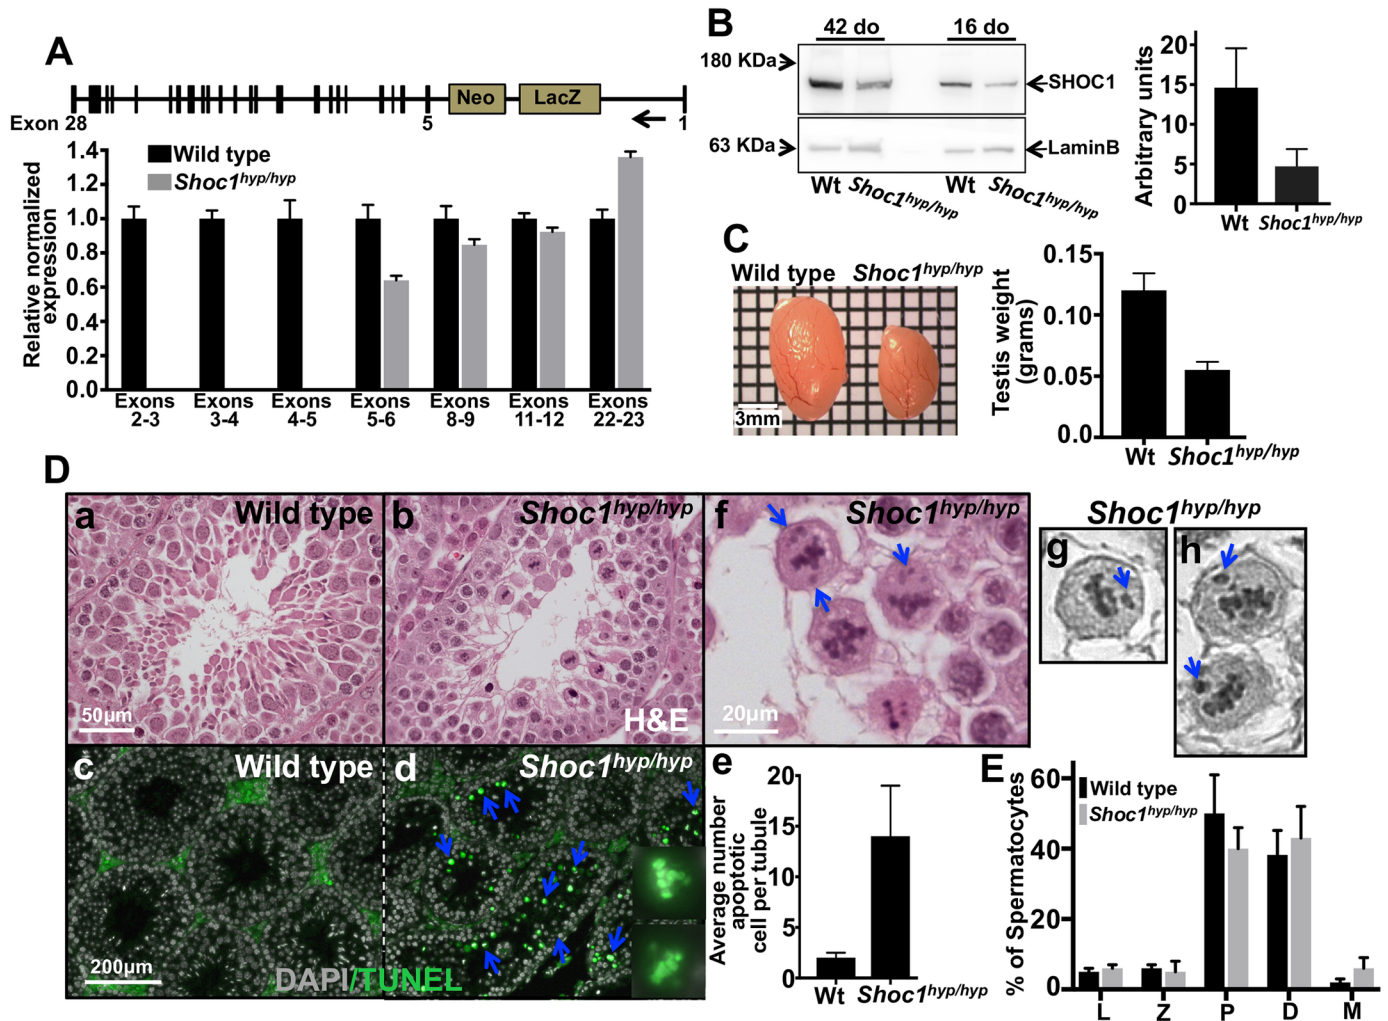 A
Neo
LacZ
Exon 28
5
1
Relative normalized
expression
1.4
1.2
1.0
0.8
0.6
0.4
0.2
0.0
Wild type
Shoc1hyp/hyp
Exons
2-3
Exons
3-4
Exons
4-5
Exons
5-6
Exons
8-9
Exons
11-12
Exons
22-23
B
42 do
16 do
180 KDa
SHOC1
63 KDa
LaminB
Wt
Shoc1hyp/hyp
Wt
Shoc1hyp/hyp
Arbitrary units
20
15
10
5
0
Wt
Shoc1hyp/hyp
C
Wild type
Shoc1hyp/hyp
3mm
Testis weight
(grams)
0.15
0.10
0.05
0.0
Wt
Shoc1hyp/hyp
D
a
Wild type
50µm
b
Shoc1hyp/hyp
H&E
f
Shoc1hyp/hyp
20µm
Shoc1hyp/hyp
g
h
c
Wild type
200µm
d
Shoc1hyp/hyp
DAPI/TUNEL
e
Average number
apoptotic
cell per tubule
20
15
10
5
0
Wt
Shoc1hyp/hyp
E
% of Spermatocytes
60
40
20
0
Wild type
Shoc1hyp/hyp
L
Z
P
D
M